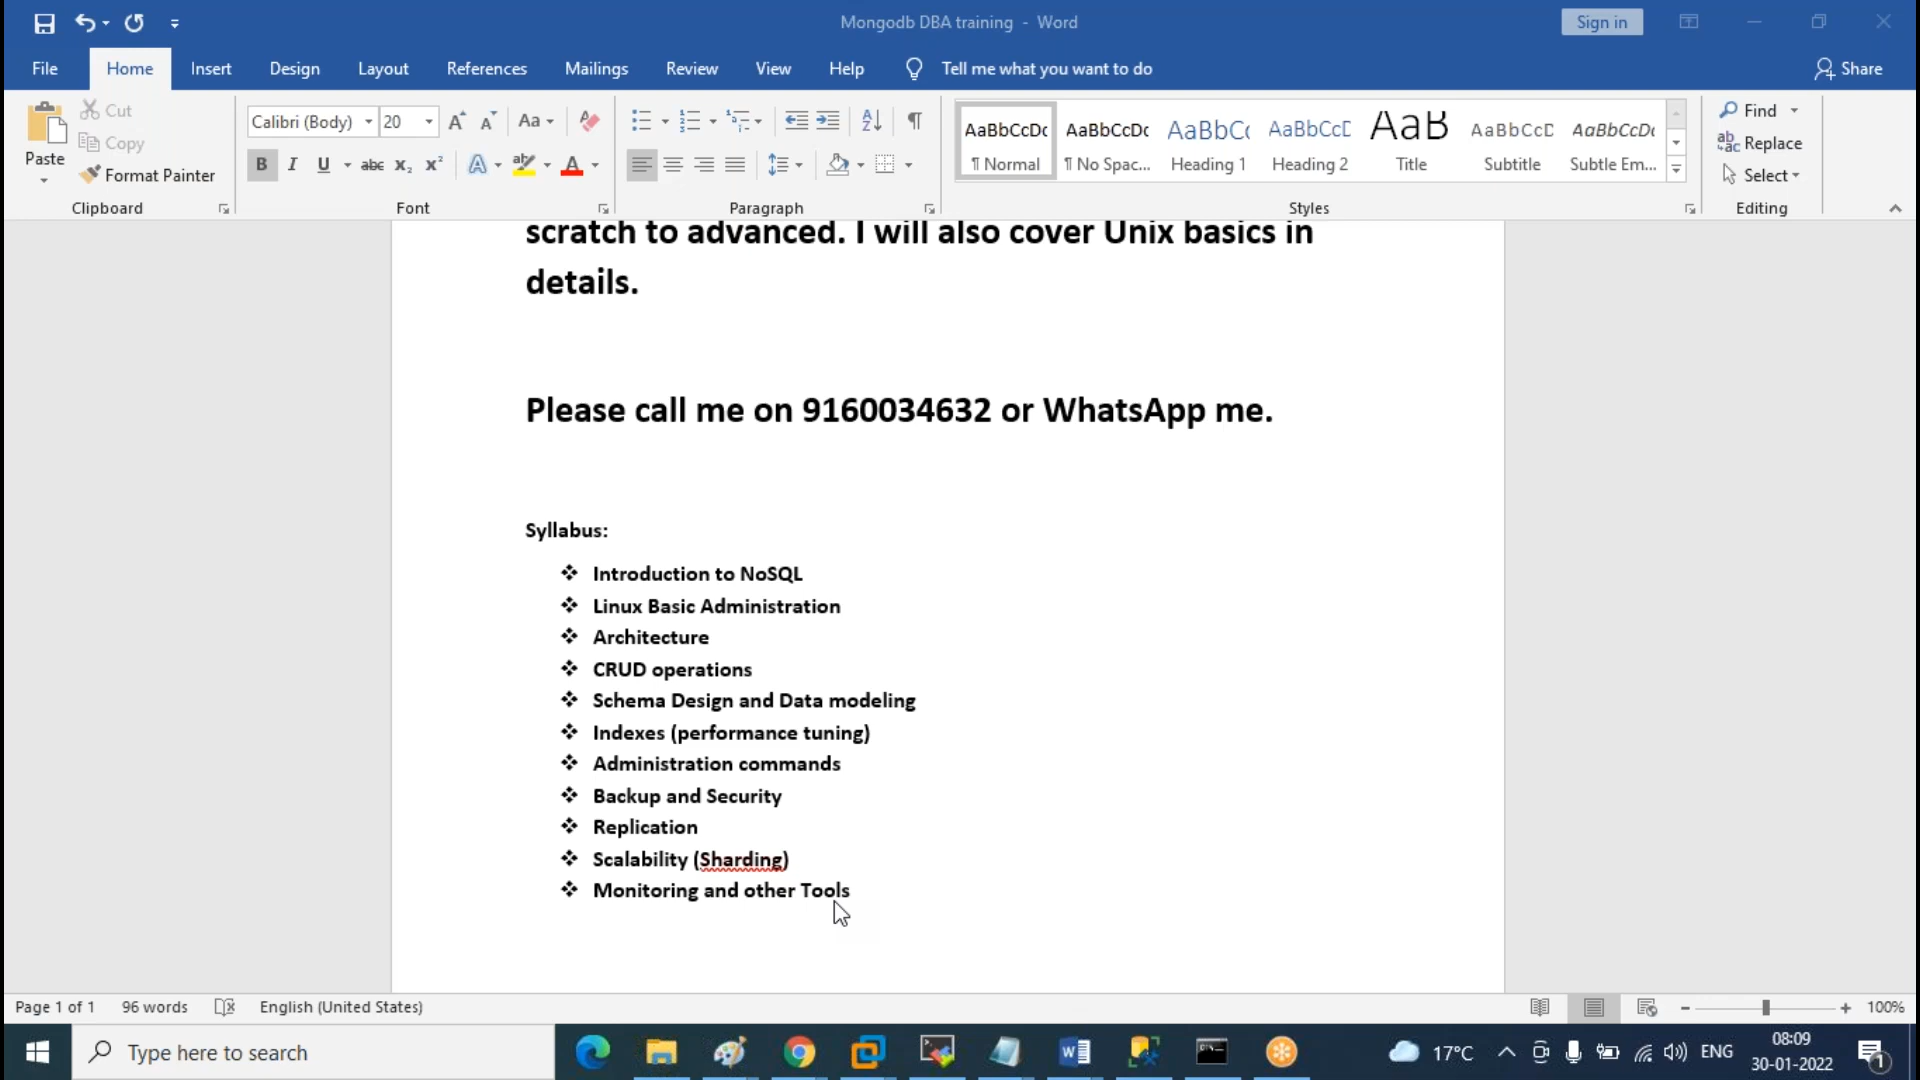 Mongodb DBA training - Word
Sign in
File Home Insert Design Layout References Mailings Review View Help Tell me what you want to do Share
Paste
Cut
Copy
Format Painter
Clipboard
Calibri (Body) 20 Aa
B I U abc x₂ x² A A
Font
Paragraph
AaBbCcDc AaBbCcDc AaBbC AaBbCcD AaB AaBbCcD AaBbCcDc
¶ Normal ¶ No Spac... Heading 1 Heading 2 Title Subtitle Subtle Em...
Styles
Find
Replace
Select
Editing
scratch to advanced. I will also cover Unix basics in
details.
Please call me on 9160034632 or WhatsApp me.
Syllabus:
❖ Introduction to NoSQL
❖ Linux Basic Administration
❖ Architecture
❖ CRUD operations
❖ Schema Design and Data modeling
❖ Indexes (performance tuning)
❖ Administration commands
❖ Backup and Security
❖ Replication
❖ Scalability (Sharding)
❖ Monitoring and other Tools
Page 1 of 1 96 words English (United States) 100%
Type here to search
17°C ENG
08:09
30-01-2022
1